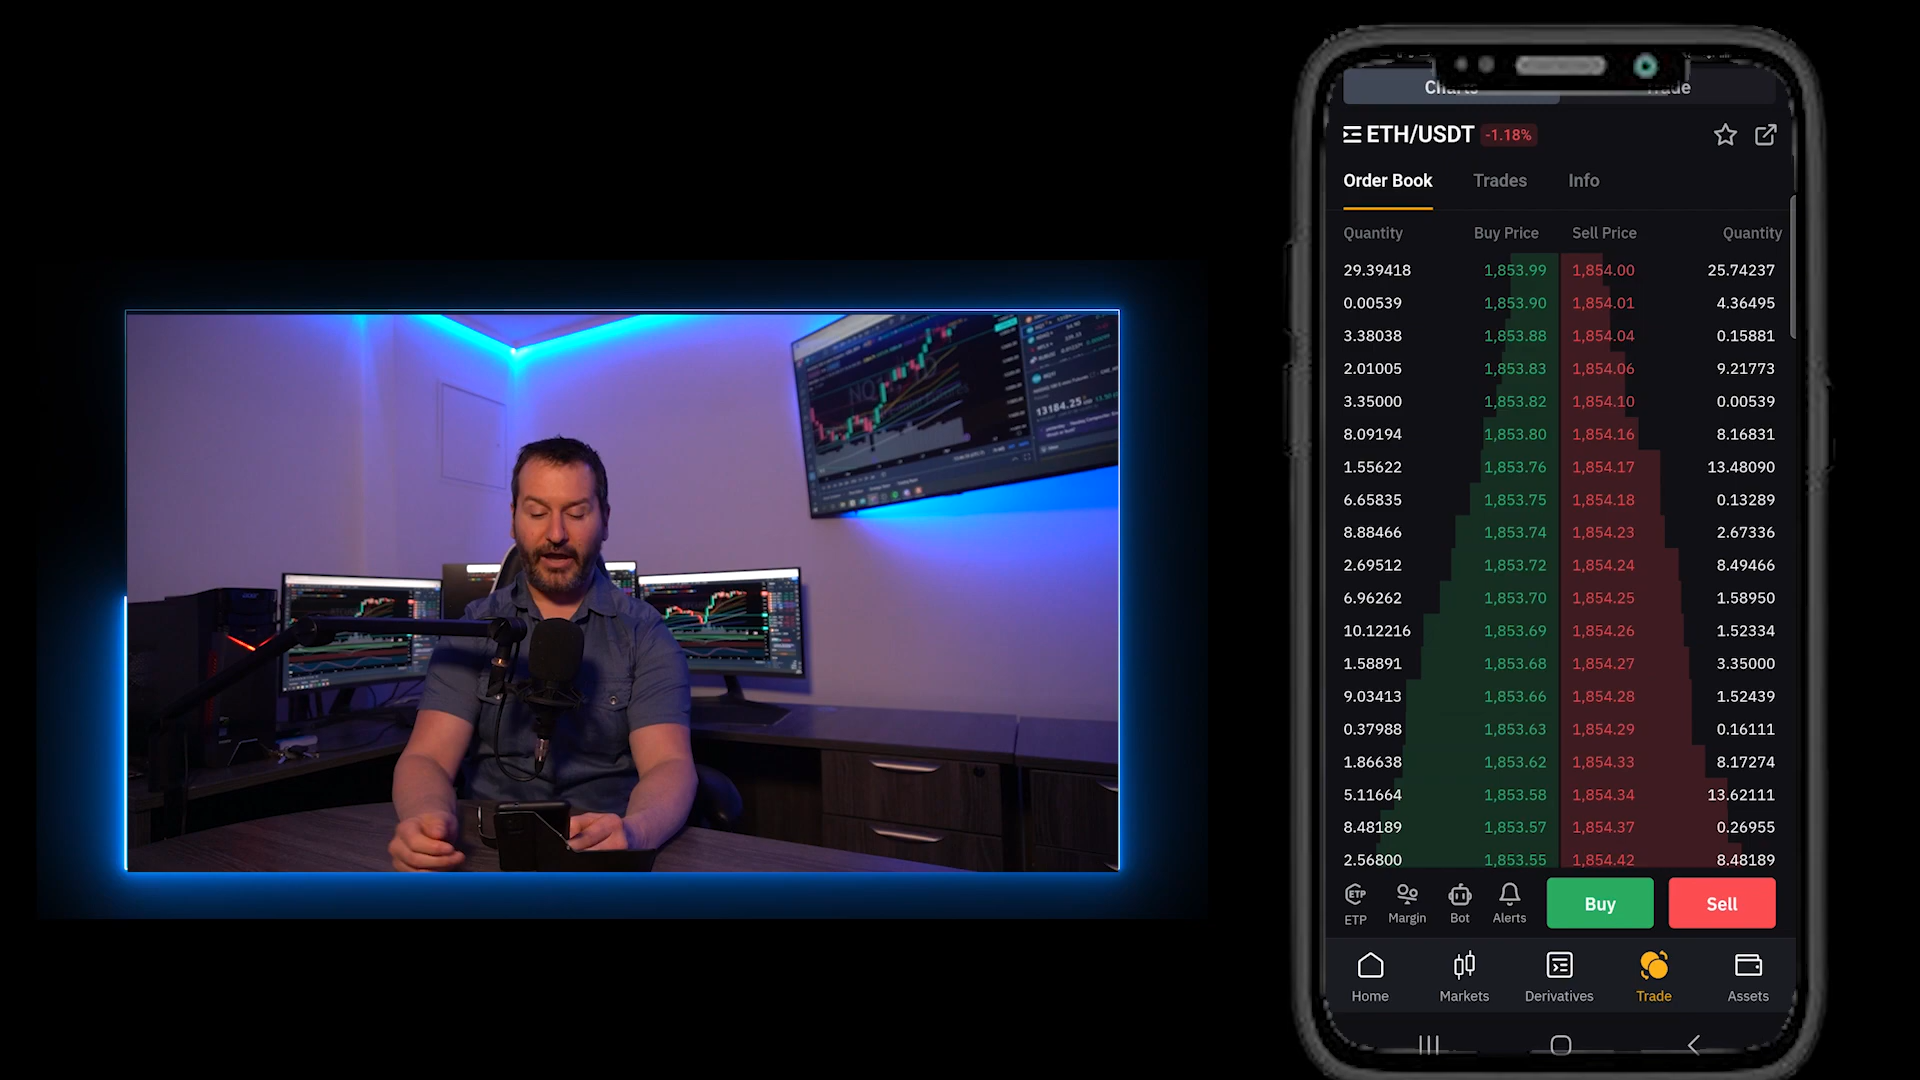 Charts Trade
ETH/USDT -1.18%
Order Book Trades Info
Quantity Buy Price Sell Price Quantity
29.39418 1,853.99 1,854.00 25.74237
0.00539 1,853.90 1,854.01 4.36495
3.38038 1,853.88 1,854.04 0.15881
2.01005 1,853.83 1,854.06 9.21773
3.35000 1,853.82 1,854.10 0.00539
8.09194 1,853.80 1,854.16 8.16831
1.55622 1,853.76 1,854.17 13.48090
6.65835 1,853.75 1,854.18 0.13289
8.88466 1,853.74 1,854.23 2.67336
2.69512 1,853.72 1,854.24 8.49466
6.96262 1,853.70 1,854.25 1.58950
10.12216 1,853.69 1,854.26 1.52334
1.58891 1,853.68 1,854.27 3.35000
9.03413 1,853.66 1,854.28 1.52439
0.37988 1,853.63 1,854.29 0.16111
1.86638 1,853.62 1,854.33 8.17274
5.11664 1,853.58 1,854.34 13.62111
8.48189 1,853.57 1,854.37 0.26955
2.56800 1,853.55 1,854.42 8.48189
ETP
ETP Margin Bot Alerts Buy Sell
Home Markets Derivatives Trade Assets
NQ
13184.25
acer